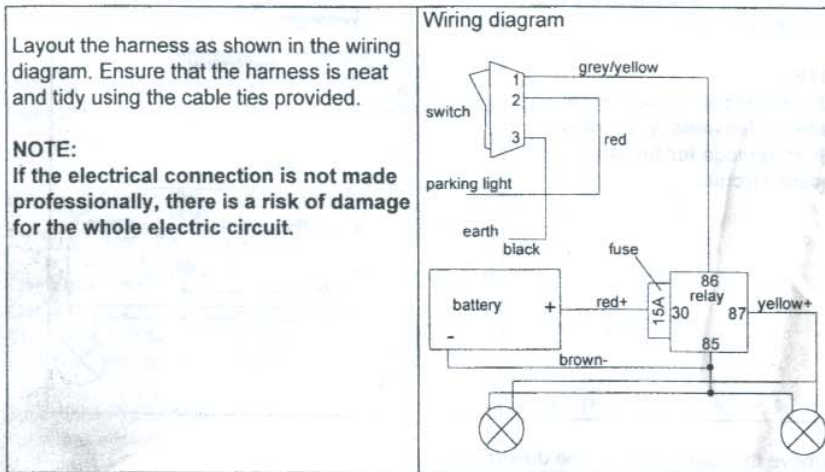 Layout the harness as shown in the wiring
diagram. Ensure that the harness is neat
and tidy using the cable ties provided.
NOTE:
If the electrical connection is not made
professionally, there is a risk of damage
for the whole electric circuit.
Wiring diagram
grey/yellow
1
2
switch
3
red
parking light
earth
black
fuse
86
relay
battery
+
red+
15A
30
87
yellow+
-
85
brown-